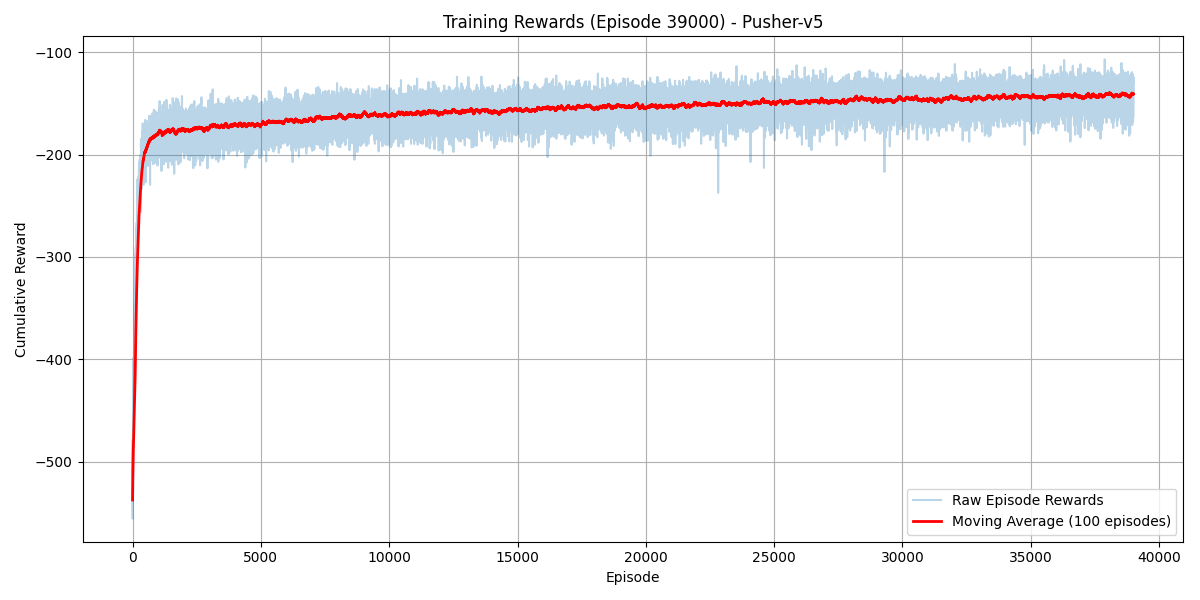 Training Rewards (Episode 39000) - Pusher-v5
−100
−200
−300
−400
−500
Cumulative Reward
0
5000
10000
15000
20000
25000
30000
35000
40000
Episode
Raw Episode Rewards
Moving Average (100 episodes)